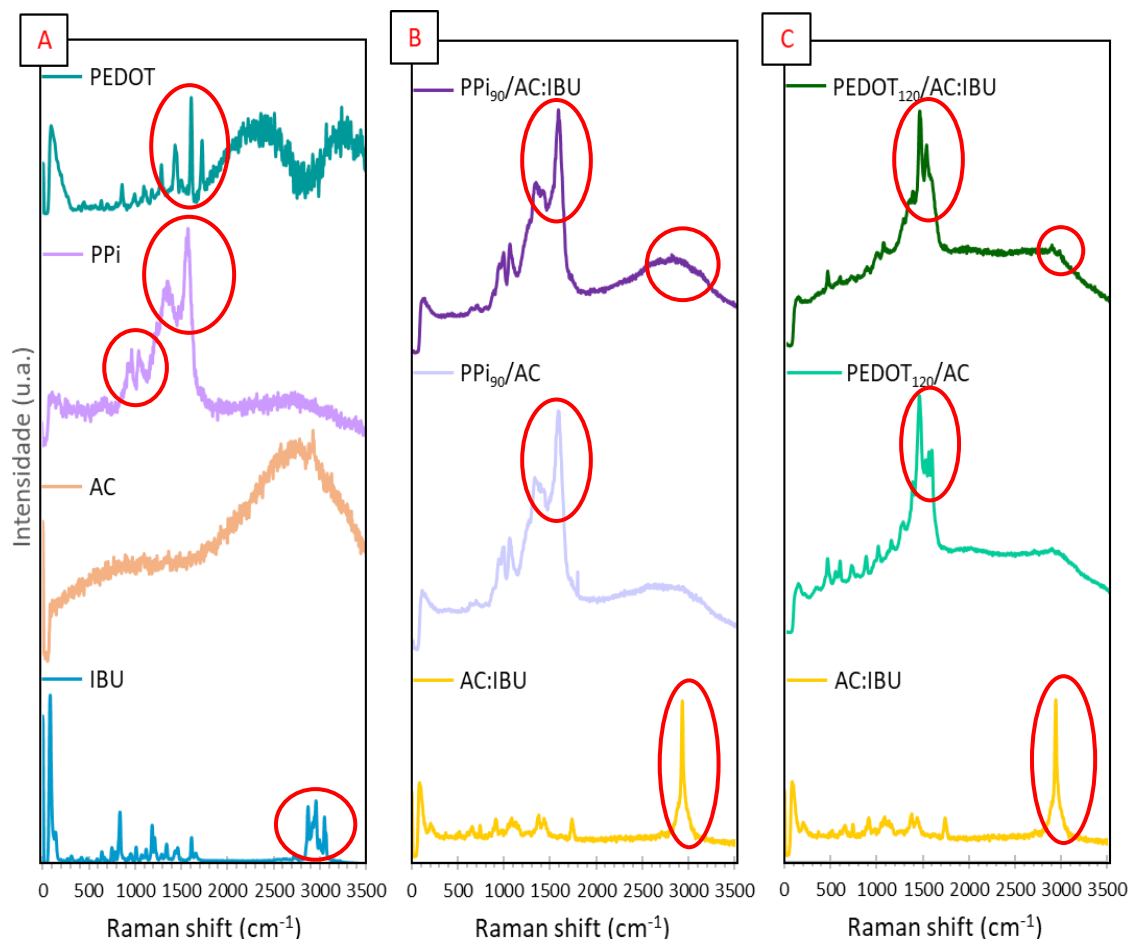 A
PEDOT
PPi
AC
IBU
Intensidade (u.a.)
0 500 1000 1500 2000 2500 3000 3500
Raman shift (cm⁻¹)
B
PPi₉₀/AC:IBU
PPi₉₀/AC
AC:IBU
0 500 1000 1500 2000 2500 3000 3500
Raman shift (cm⁻¹)
C
PEDOT₁₂₀/AC:IBU
PEDOT₁₂₀/AC
AC:IBU
0 500 1000 1500 2000 2500 3000 3500
Raman shift (cm⁻¹)